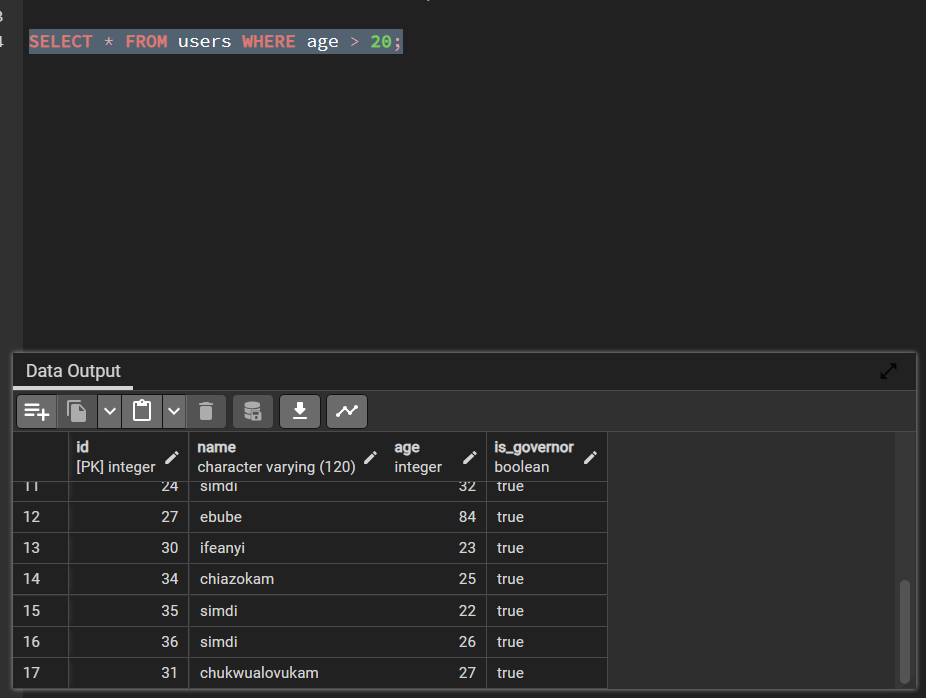 SELECT * FROM users WHERE age > 20;
Data Output
id name age is_governor
[PK] integer character varying (120) integer boolean
11 24 simdi 32 true
12 27 ebube 84 true
13 30 ifeanyi 23 true
14 34 chiazokam 25 true
15 35 simdi 22 true
16 36 simdi 26 true
17 31 chukwualovukam 27 true